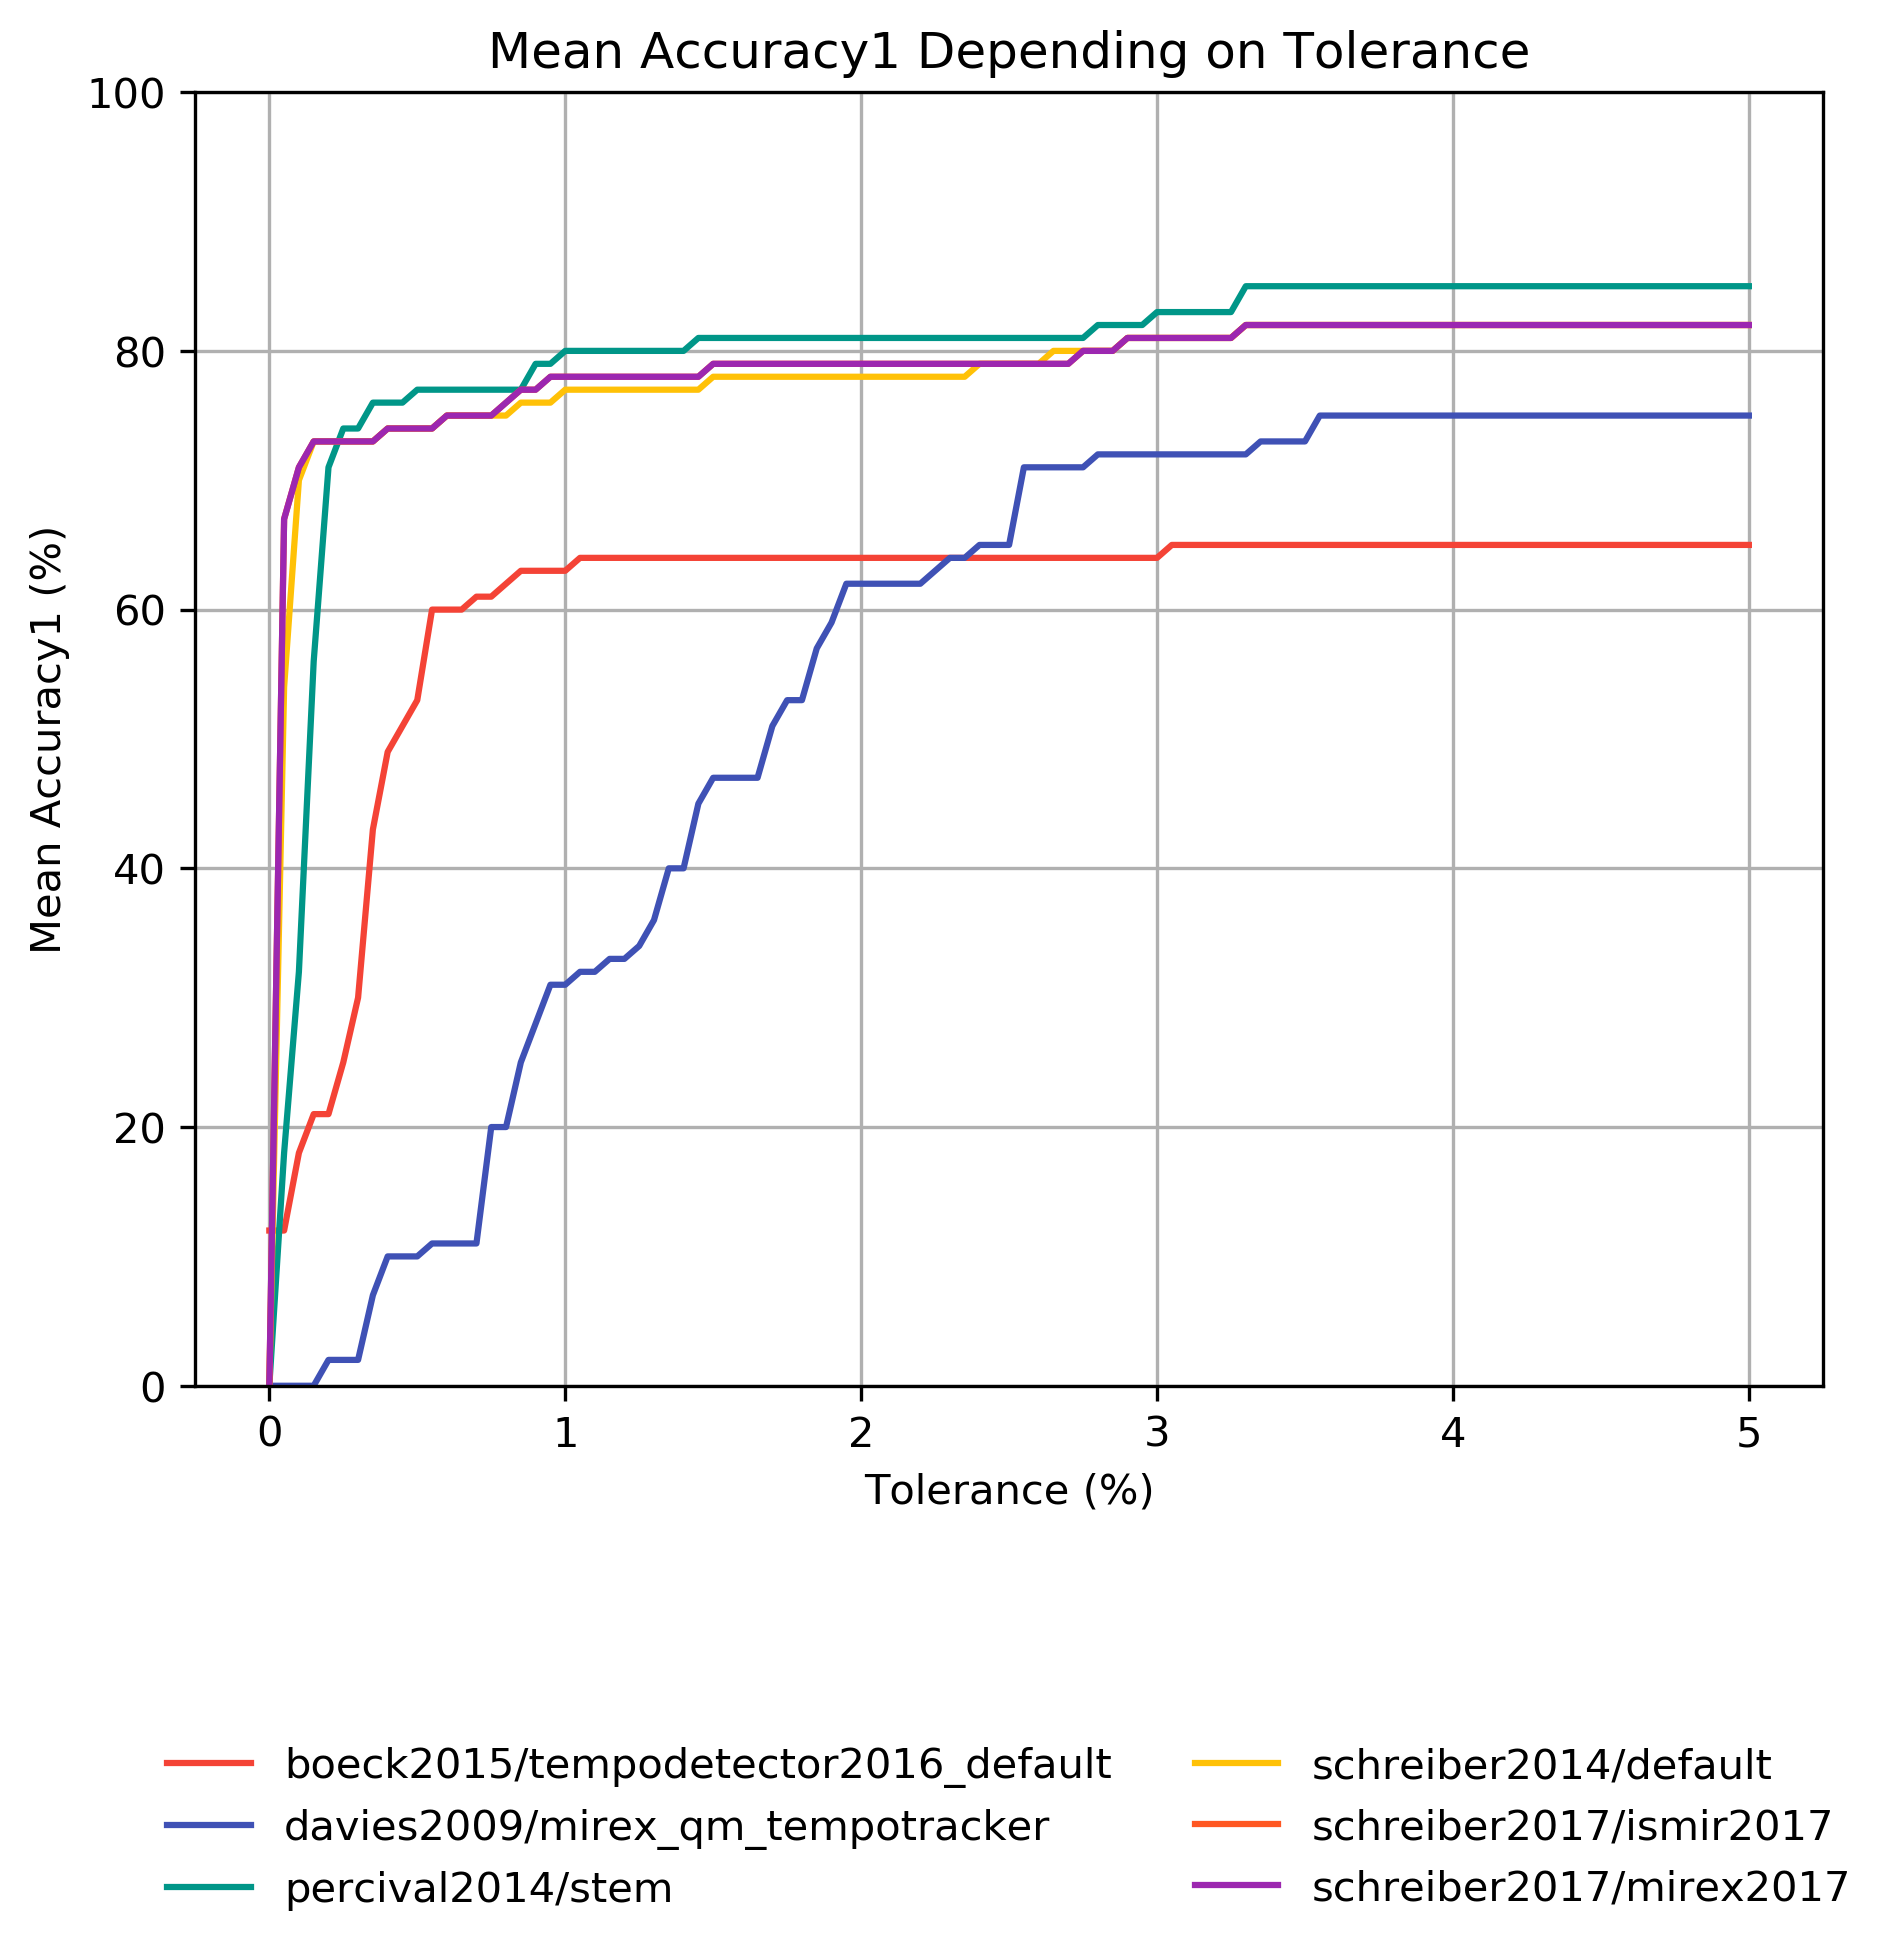 Mean Accuracy1 Depending on Tolerance
Mean Accuracy1 (%)
100
80
60
40
20
0
0 1 2 3 4 5
Tolerance (%)
boeck2015/tempodetector2016_default
davies2009/mirex_qm_tempotracker
percival2014/stem
schreiber2014/default
schreiber2017/ismir2017
schreiber2017/mirex2017